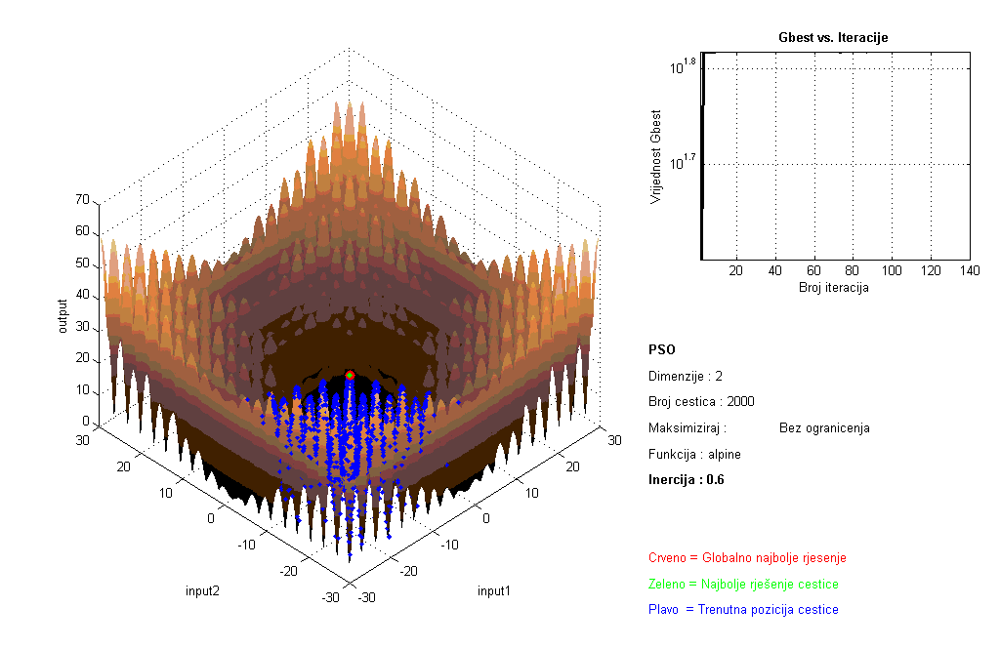 Gbest vs. Iteracije
10^1.8
10^1.7
Vrijednost Gbest
20 40 60 80 100 120 140
Broj iteracija
70
60
50
40
30
20
10
0
output
30
20
10
0
-10
-20
-30
input2
-30
-20
-10
0
10
20
30
input1
PSO
Dimenzije : 2
Broj cestica : 2000
Maksimiziraj : Bez ogranicenja
Funkcija : alpine
Inercija : 0.6
Crveno = Globalno najbolje rjesenje
Zeleno = Najbolje rješenje cestice
Plavo = Trenutna pozicija cestice